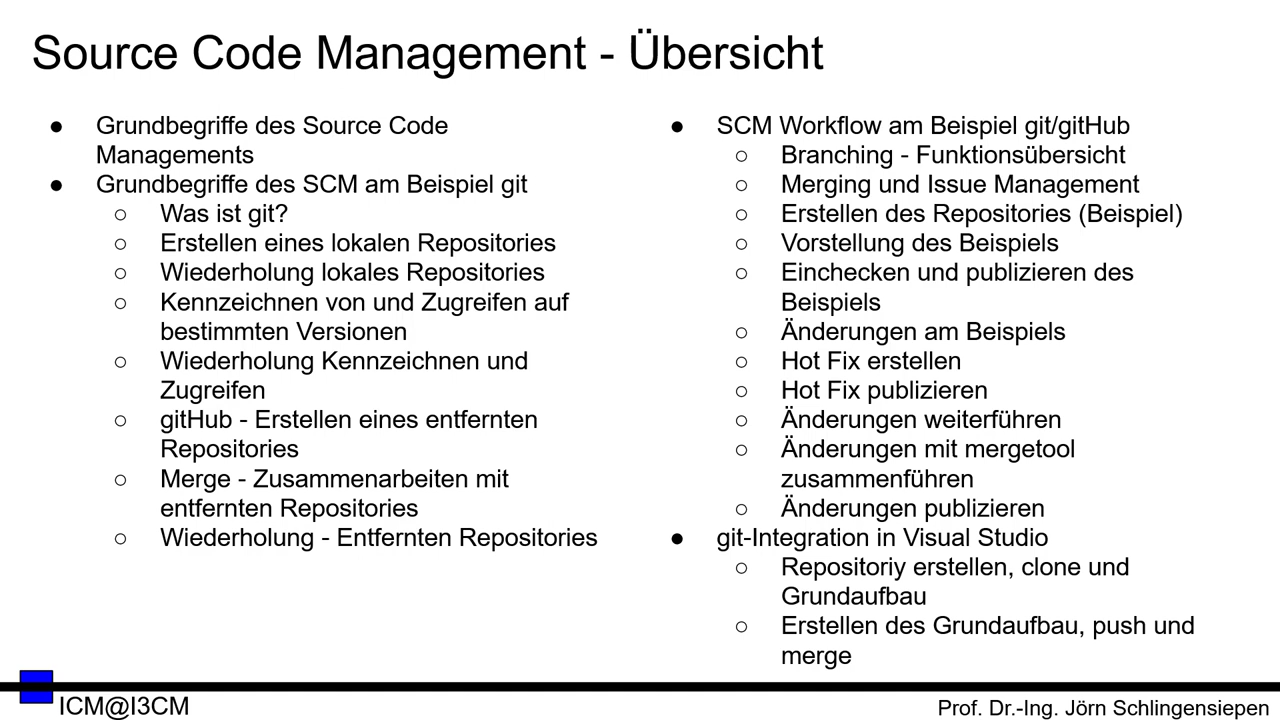 Source Code Management - Übersicht
● Grundbegriffe des Source Code
Managements
● Grundbegriffe des SCM am Beispiel git
○ Was ist git?
○ Erstellen eines lokalen Repositories
○ Wiederholung lokales Repositories
○ Kennzeichnen von und Zugreifen auf
bestimmten Versionen
○ Wiederholung Kennzeichnen und
Zugreifen
○ gitHub - Erstellen eines entfernten
Repositories
○ Merge - Zusammenarbeiten mit
entfernten Repositories
○ Wiederholung - Entfernten Repositories
● SCM Workflow am Beispiel git/gitHub
○ Branching - Funktionsübersicht
○ Merging und Issue Management
○ Erstellen des Repositories (Beispiel)
○ Vorstellung des Beispiels
○ Einchecken und publizieren des
Beispiels
○ Änderungen am Beispiels
○ Hot Fix erstellen
○ Hot Fix publizieren
○ Änderungen weiterführen
○ Änderungen mit mergetool
zusammenführen
○ Änderungen publizieren
● git-Integration in Visual Studio
○ Repositoriy erstellen, clone und
Grundaufbau
○ Erstellen des Grundaufbau, push und
merge
ICM@I3CM
Prof. Dr.-Ing. Jörn Schlingensiepen